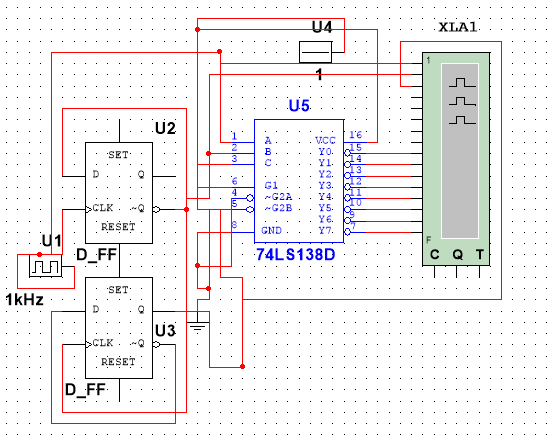 U4
XLA1
1
1
U5
U2
1 A VCC 16
2 B Y0 15
3 C Y1 14
Y2 13
6 G1 Y3 12
4 ~G2A Y4 11
5 ~G2B Y5 10
Y6 9
8 GND Y7 7
F
74LS138D
C Q T
SET
D Q
CLK ~Q
RESET
D_FF
U1
1kHz
SET
D Q
U3
CLK ~Q
RESET
D_FF